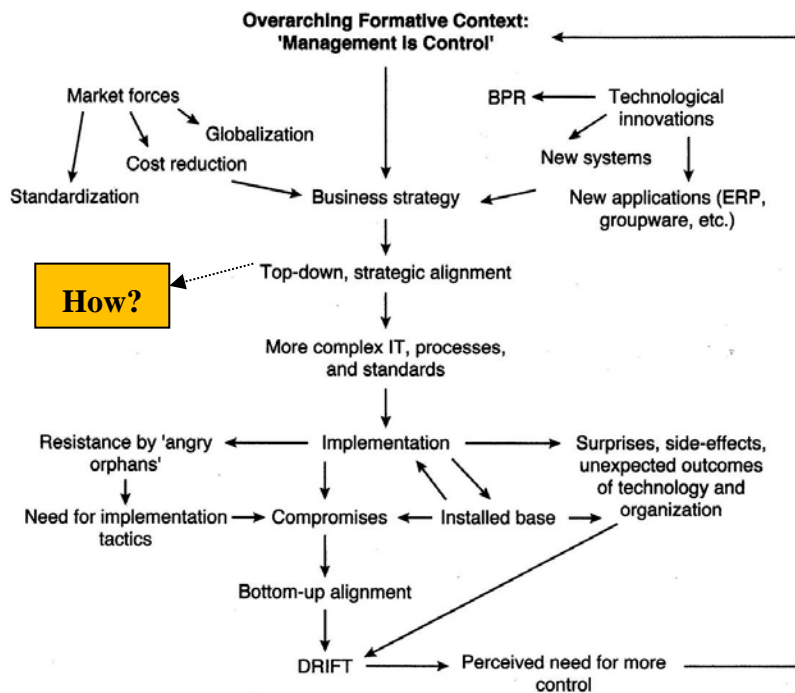 Overarching Formative Context:
'Management Is Control'
Market forces
Globalization
Cost reduction
Standardization
BPR
Technological
innovations
New systems
New applications (ERP,
groupware, etc.)
Business strategy
Top-down, strategic alignment
How?
More complex IT, processes,
and standards
Resistance by 'angry
orphans'
Implementation
Surprises, side-effects,
unexpected outcomes
of technology and
organization
Need for implementation
tactics
Compromises
Installed base
Bottom-up alignment
DRIFT
Perceived need for more
control